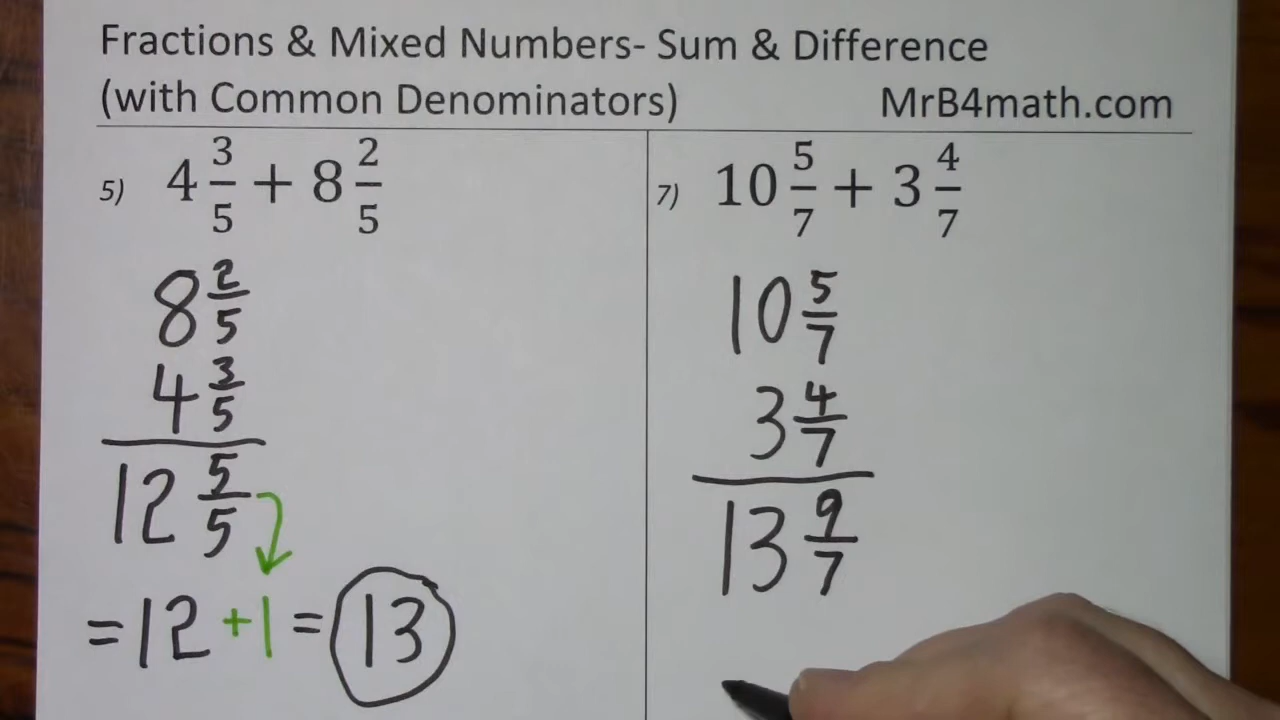 Fractions & Mixed Numbers- Sum & Difference
(with Common Denominators) MrB4math.com
5) 4 3/5 + 8 2/5
8 2/5
4 3/5
12 5/5
= 12 + 1 = 13
7) 10 5/7 + 3 4/7
10 5/7
3 4/7
13 9/7